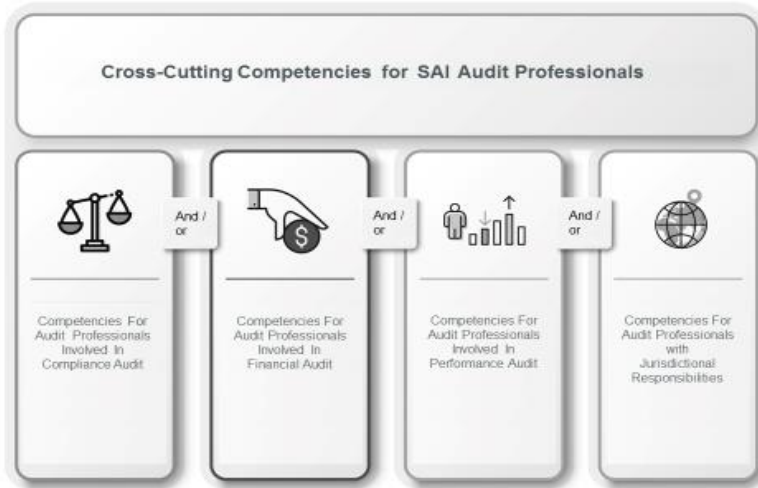 Cross-Cutting Competencies for SAI Audit Professionals
And /
or
And /
or
And /
or
$
Competencies For
Audit Professionals
Involved In
Compliance Audit
Competencies For
Audit Professionals
Involved In
Financial Audit
Competencies For
Audit Professionals
Involved In
Performance Audit
Competencies For
Audit Professionals
with
Jurisdictional
Responsibilities